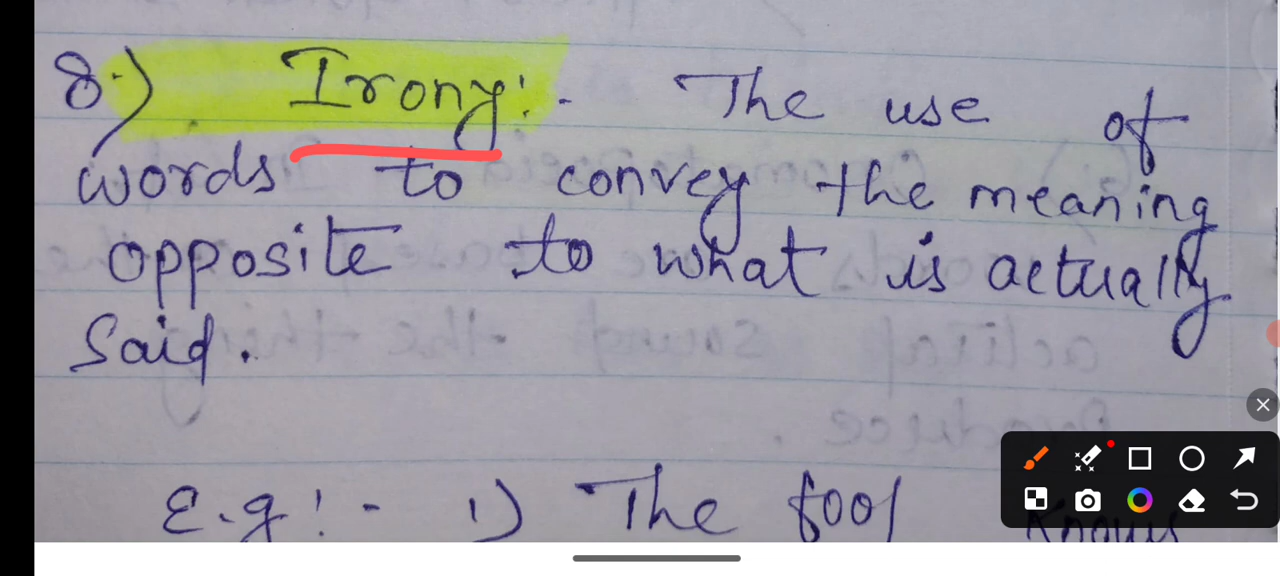 8.) Irony:- The use of
words to convey the meaning
opposite to what is actually
said.
E.g:- 1) The fool knows